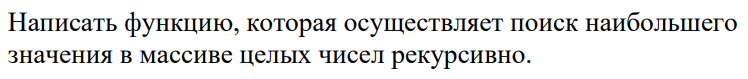 Написать функцию, которая осуществляет поиск наибольшего
значения в массиве целых чисел рекурсивно.